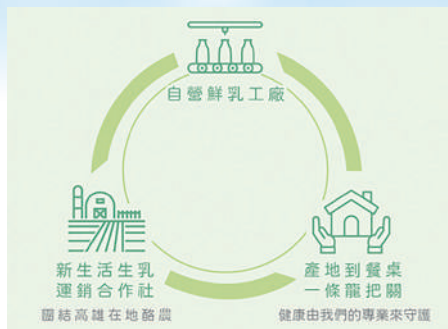 自營鮮乳工廠
新生活生乳
運銷合作社
團結高雄在地酪農
產地到餐桌
一條龍把關
健康由我們的專業來守護